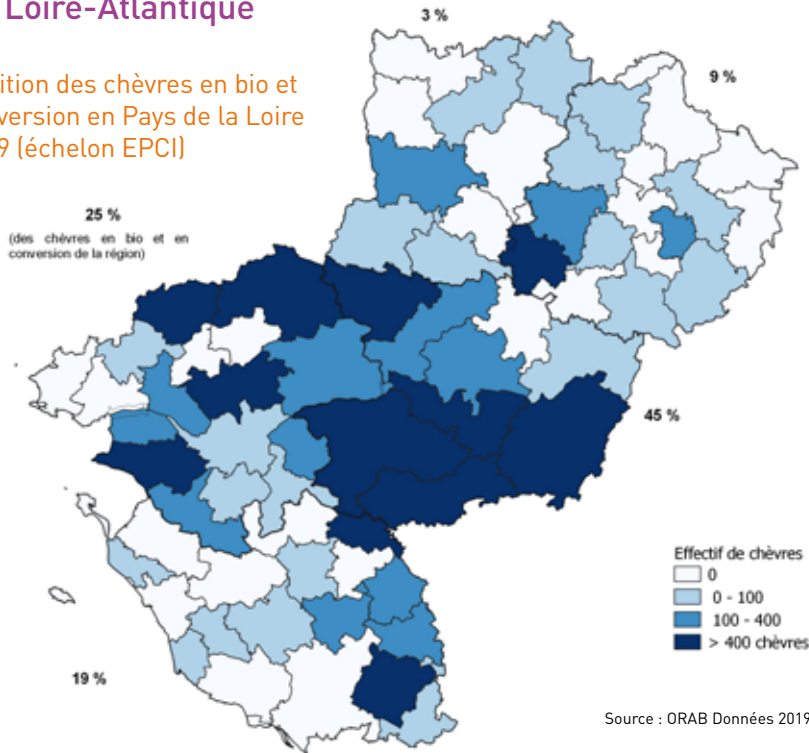 Loire-Atlantique
3 %
9 %
ition des chèvres en bio et
version en Pays de la Loire
9 (échelon EPCI)
25 %
(des chèvres en bio et en
conversion de la région)
45 %
19 %
Effectif de chèvres
0
0 - 100
100 - 400
> 400 chèvres
Source : ORAB Données 2019